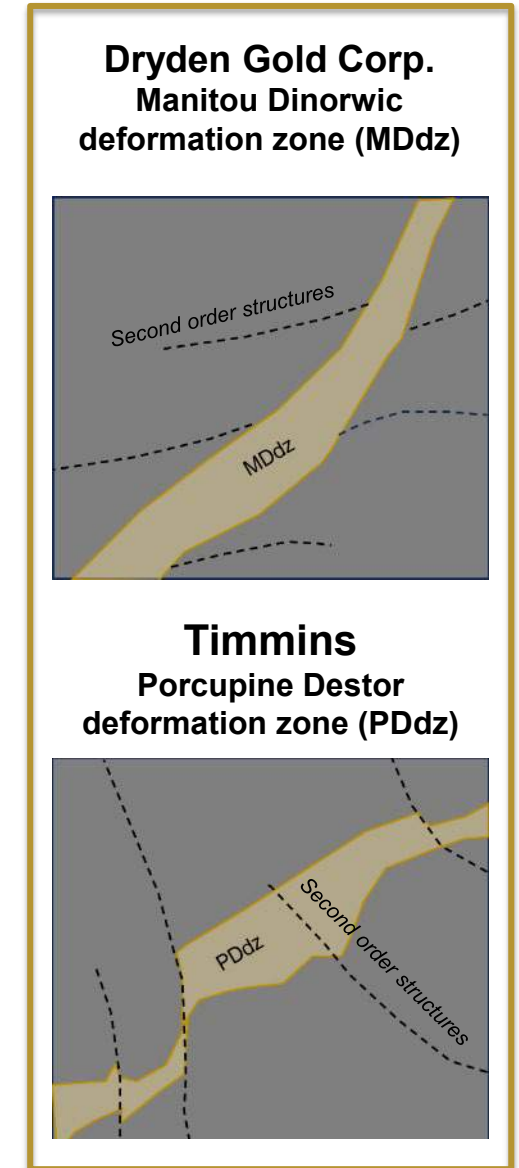 Dryden Gold Corp.
Manitou Dinorwic
deformation zone (MDdz)
Second order structures
MDdz
Timmins
Porcupine Destor
deformation zone (PDdz)
Second order structures
PDdz